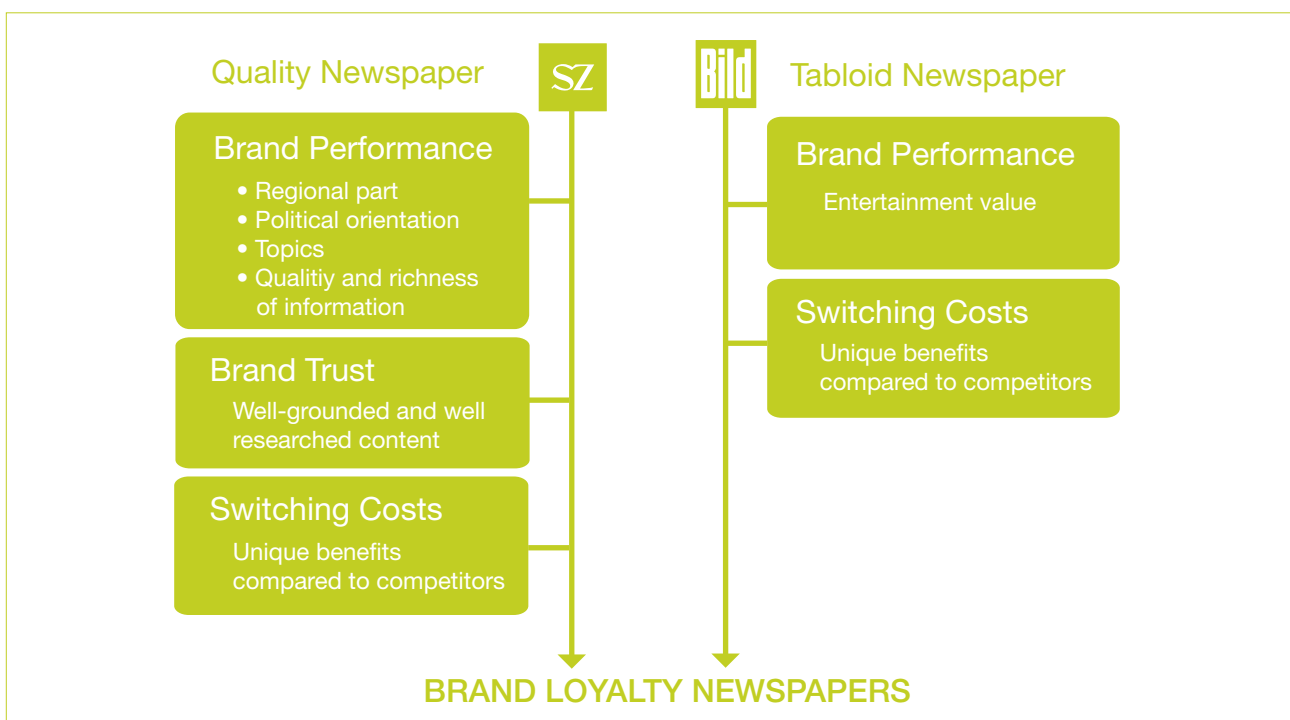 Quality Newspaper
SZ
Brand Performance
• Regional part
• Political orientation
• Topics
• Qualitiy and richness
of information
Brand Trust
Well-grounded and well
researched content
Switching Costs
Unique benefits
compared to competitors
Bild
Tabloid Newspaper
Brand Performance
Entertainment value
Switching Costs
Unique benefits
compared to competitors
BRAND LOYALTY NEWSPAPERS